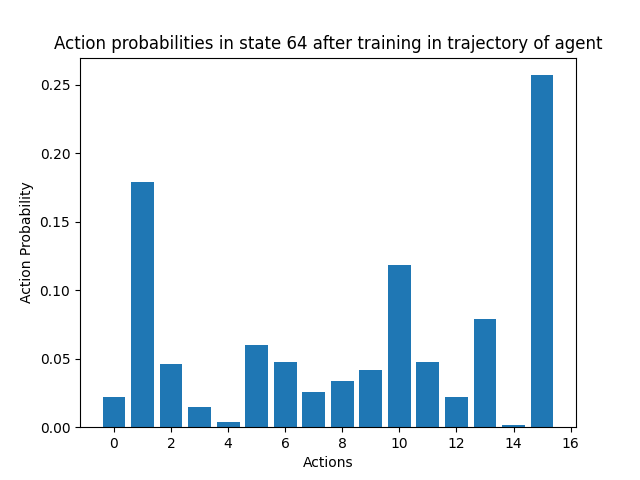 Action probabilities in state 64 after training in trajectory of agent
0.25
0.20
0.15
0.10
0.05
0.00
Action Probability
0 2 4 6 8 10 12 14 16
Actions